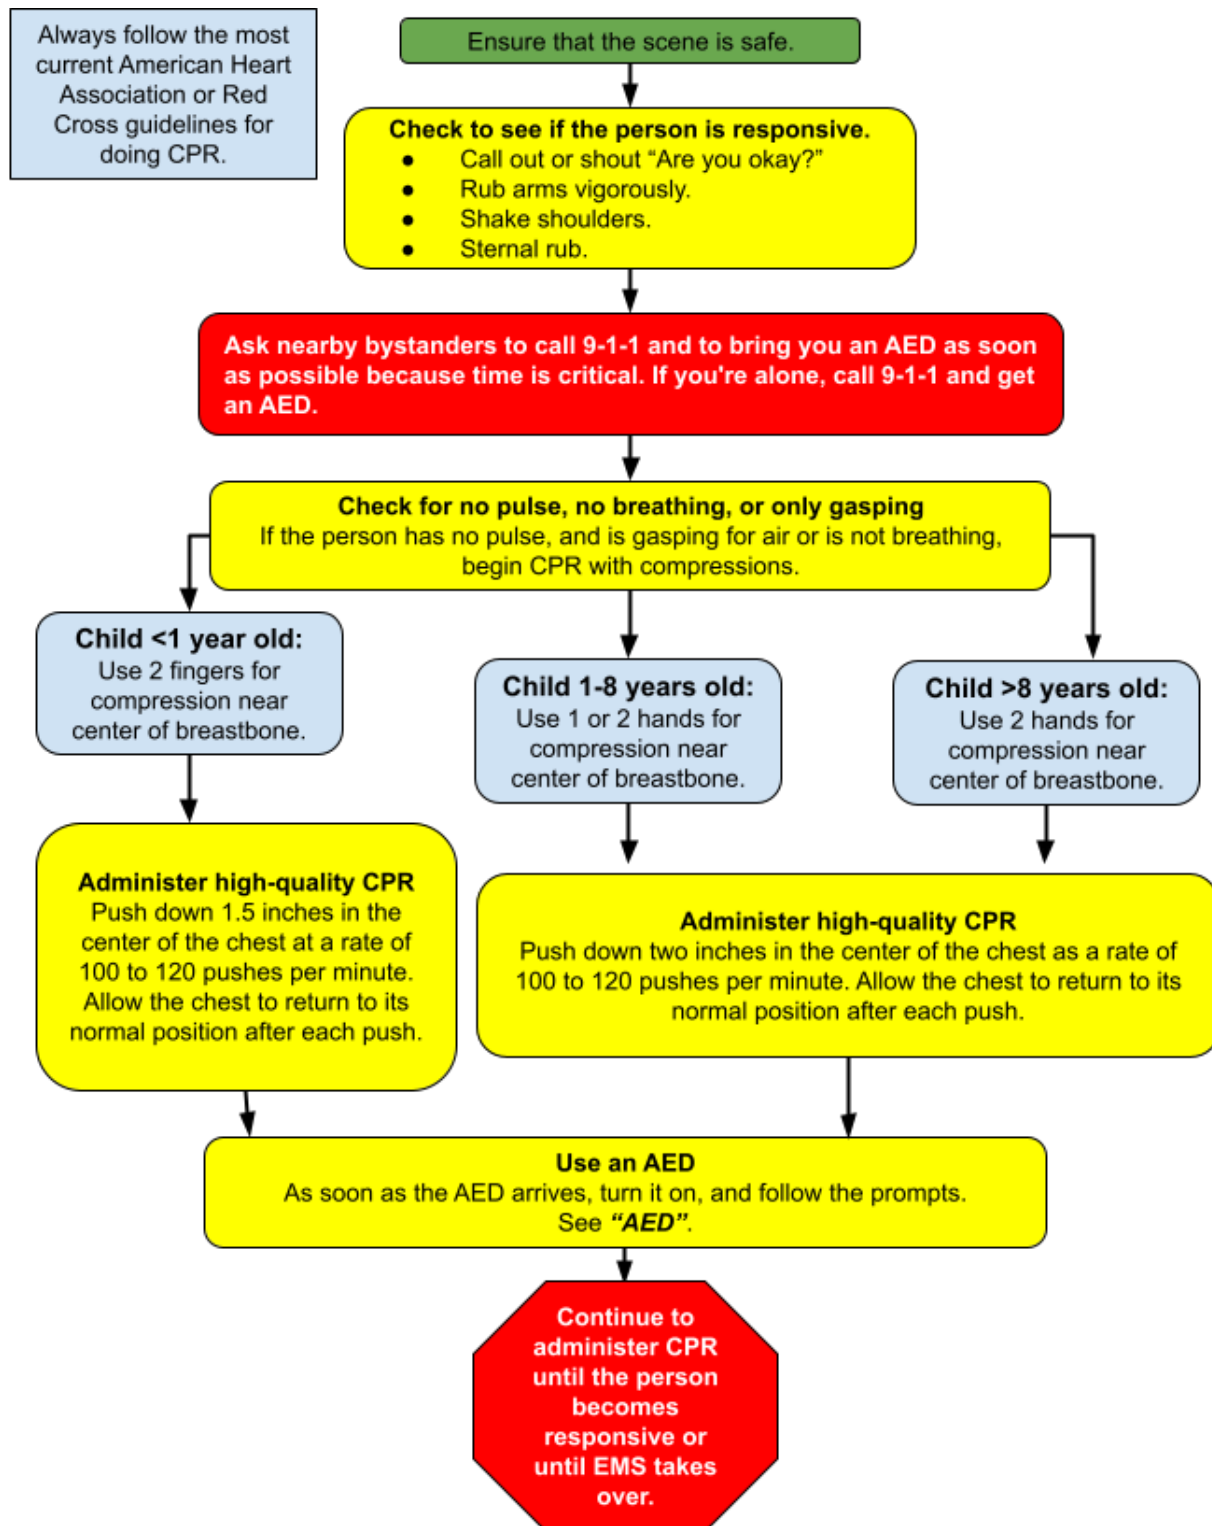 Always follow the most
current American Heart
Association or Red
Cross guidelines for
doing CPR.
Ensure that the scene is safe.
Check to see if the person is responsive.
● Call out or shout “Are you okay?”
● Rub arms vigorously.
● Shake shoulders.
● Sternal rub.
Ask nearby bystanders to call 9-1-1 and to bring you an AED as soon
as possible because time is critical. If you're alone, call 9-1-1 and get
an AED.
Check for no pulse, no breathing, or only gasping
If the person has no pulse, and is gasping for air or is not breathing,
begin CPR with compressions.
Child <1 year old:
Use 2 fingers for
compression near
center of breastbone.
Child 1-8 years old:
Use 1 or 2 hands for
compression near
center of breastbone.
Child >8 years old:
Use 2 hands for
compression near
center of breastbone.
Administer high-quality CPR
Push down 1.5 inches in the
center of the chest at a rate of
100 to 120 pushes per minute.
Allow the chest to return to its
normal position after each push.
Administer high-quality CPR
Push down two inches in the center of the chest as a rate of
100 to 120 pushes per minute. Allow the chest to return to its
normal position after each push.
Use an AED
As soon as the AED arrives, turn it on, and follow the prompts.
See “AED”.
Continue to
administer CPR
until the person
becomes
responsive or
until EMS takes
over.